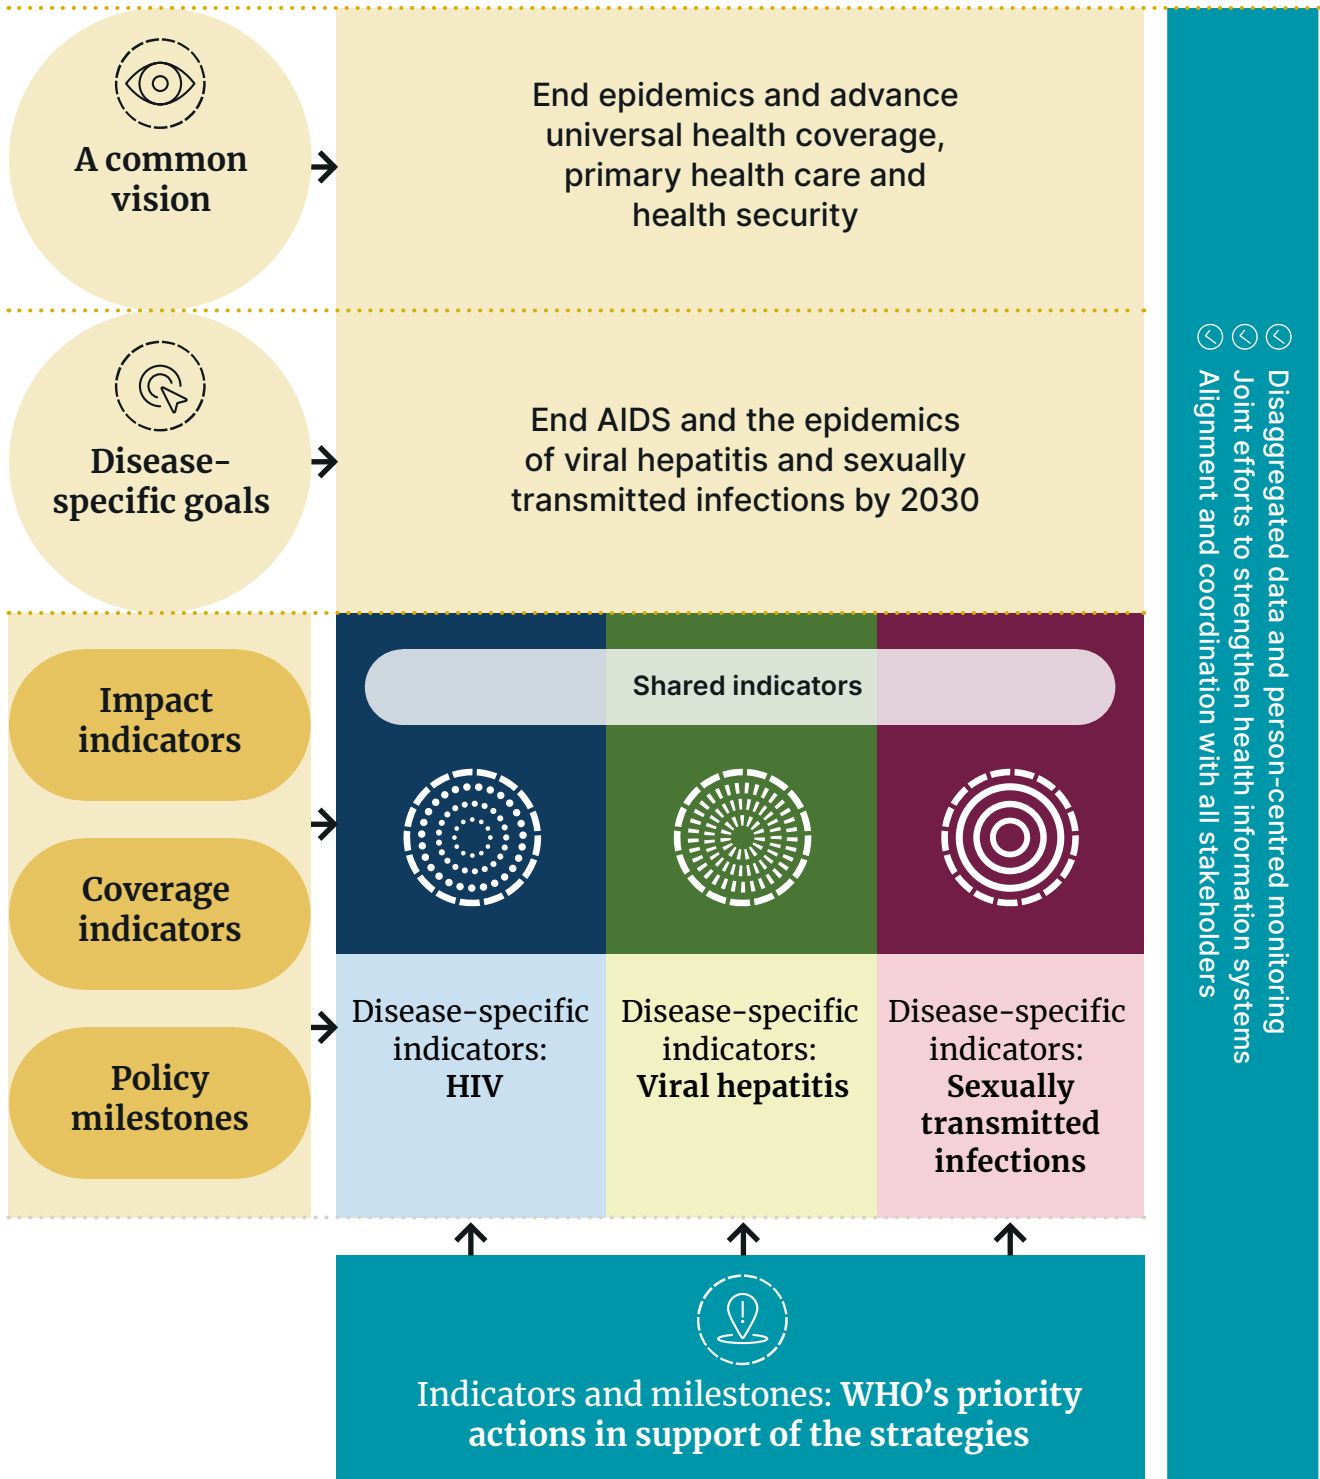 A common
vision
End epidemics and advance
universal health coverage,
primary health care and
health security
Disease-
specific goals
End AIDS and the epidemics
of viral hepatitis and sexually
transmitted infections by 2030
Impact
indicators
Coverage
indicators
Policy
milestones
Shared indicators
Disease-specific
indicators:
HIV
Disease-specific
indicators:
Viral hepatitis
Disease-specific
indicators:
Sexually
transmitted
infections
Indicators and milestones: WHO’s priority
actions in support of the strategies
Disaggregated data and person-centred monitoring
Joint efforts to strengthen health information systems
Alignment and coordination with all stakeholders